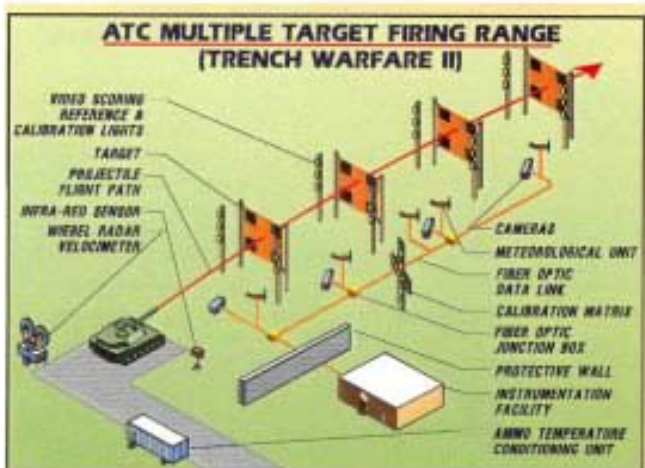 ATC MULTIPLE TARGET FIRING RANGE
(TRENCH WARFARE II)
VIDEO SCORING
REFERENCE &
CALIBRATION LIGHTS
TARGET
PROJECTILE
FLIGHT PATH
INFRA-RED SENSOR
WIEBEL RADAR
VELOCIMETER
CAMERAS
METEOROLOGICAL UNIT
FIBER OPTIC
DATA LINK
CALIBRATION MATRIX
FIBER OPTIC
JUNCTION BOX
PROTECTIVE WALL
INSTRUMENTATION
FACILITY
AMMO TEMPERATURE
CONDITIONING UNIT